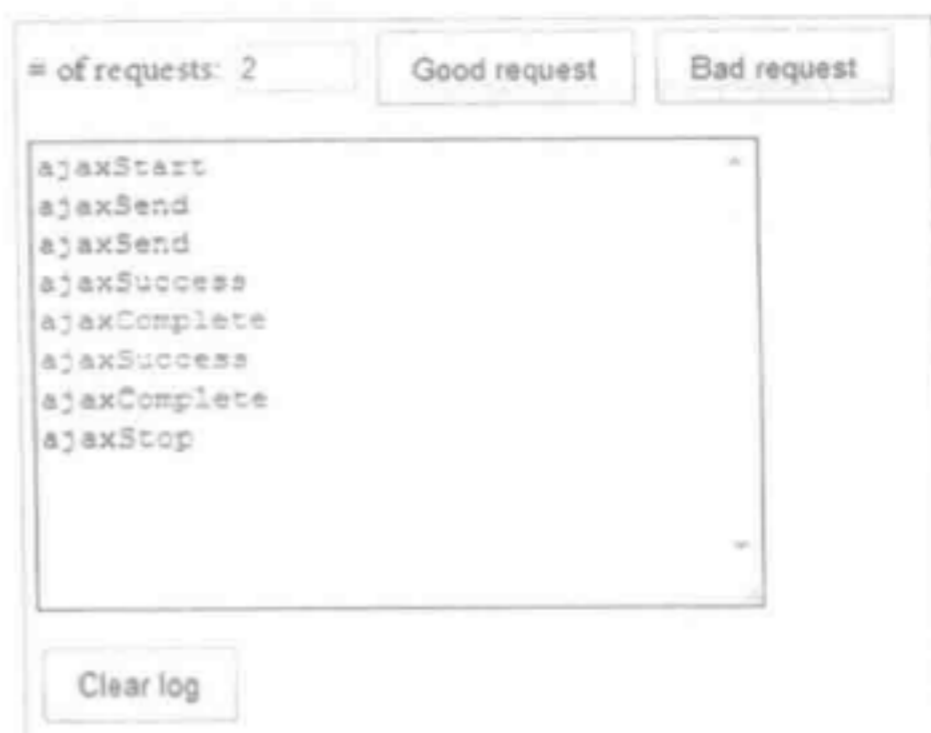 # of requests: 2 Good request Bad request
ajaxStart
ajaxSend
ajaxSend
ajaxSuccess
ajaxComplete
ajaxSuccess
ajaxComplete
ajaxStop
Clear log